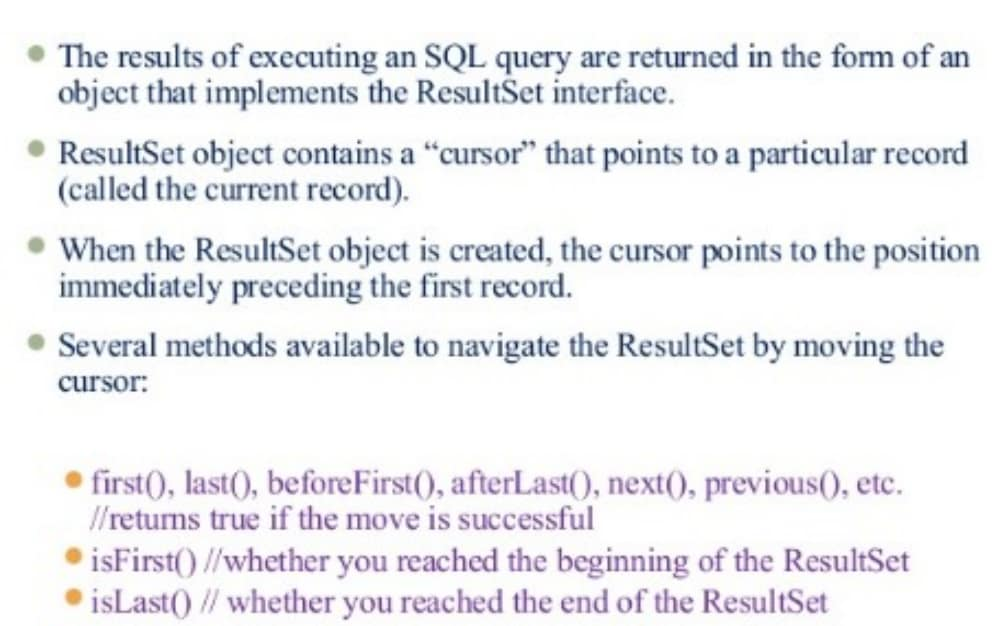 • The results of executing an SQL query are returned in the form of an
object that implements the ResultSet interface.
• ResultSet object contains a “cursor” that points to a particular record
(called the current record).
• When the ResultSet object is created, the cursor points to the position
immediately preceding the first record.
• Several methods available to navigate the ResultSet by moving the
cursor:
• first(), last(), beforeFirst(), afterLast(), next(), previous(), etc.
//returns true if the move is successful
• isFirst() //whether you reached the beginning of the ResultSet
• isLast() // whether you reached the end of the ResultSet